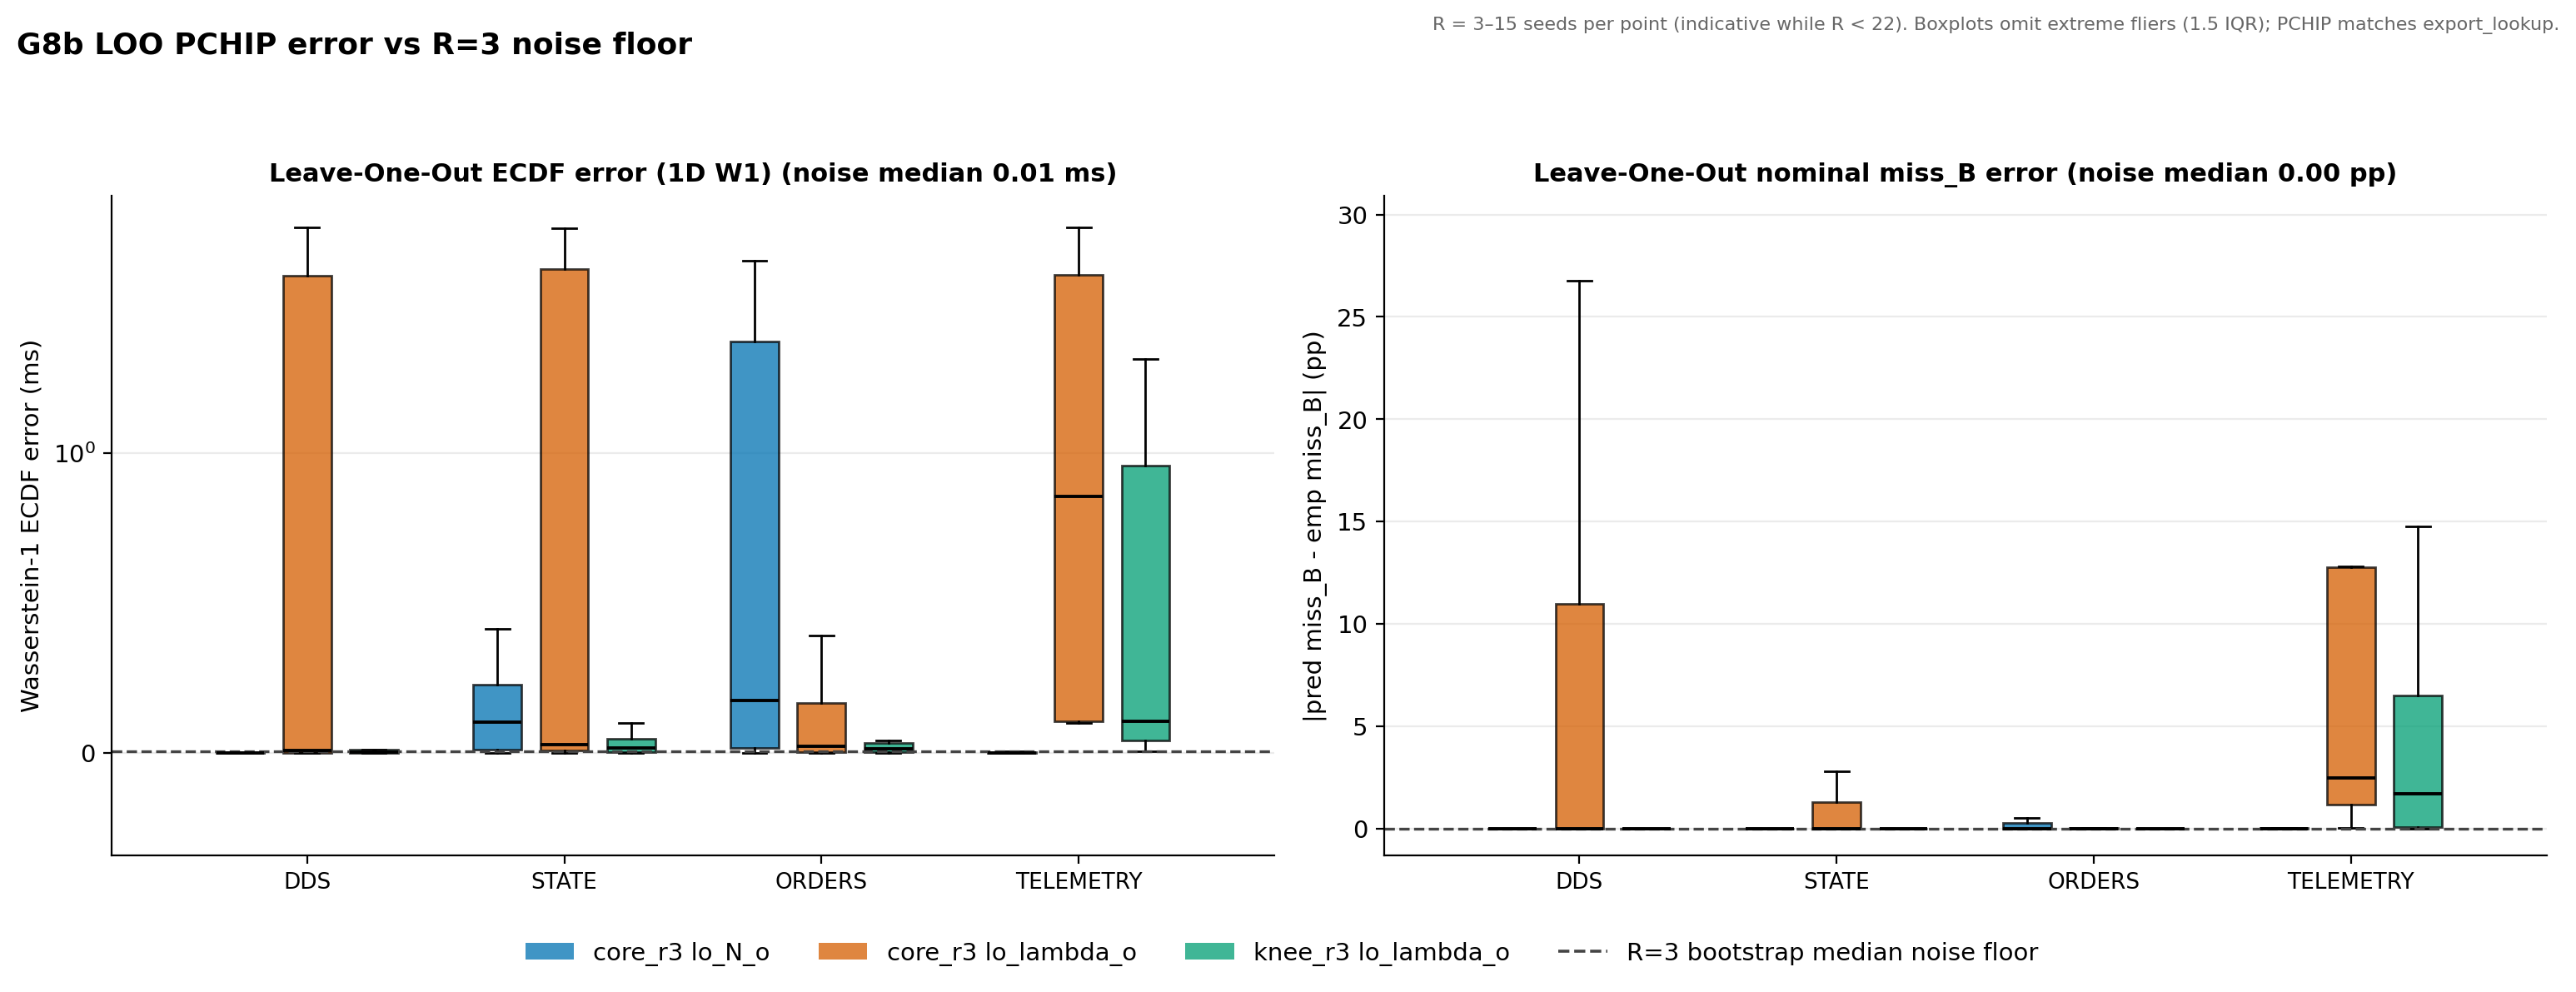 R = 3–15 seeds per point (indicative while R < 22). Boxplots omit extreme fliers (1.5 IQR); PCHIP matches export_lookup.
G8b LOO PCHIP error vs R=3 noise floor
Leave-One-Out ECDF error (1D W1) (noise median 0.01 ms)
Wasserstein-1 ECDF error (ms)
10⁰
0
DDS STATE ORDERS TELEMETRY
Leave-One-Out nominal miss_B error (noise median 0.00 pp)
|pred miss_B - emp miss_B| (pp)
30
25
20
15
10
5
0
DDS STATE ORDERS TELEMETRY
core_r3 lo_N_o core_r3 lo_lambda_o knee_r3 lo_lambda_o R=3 bootstrap median noise floor